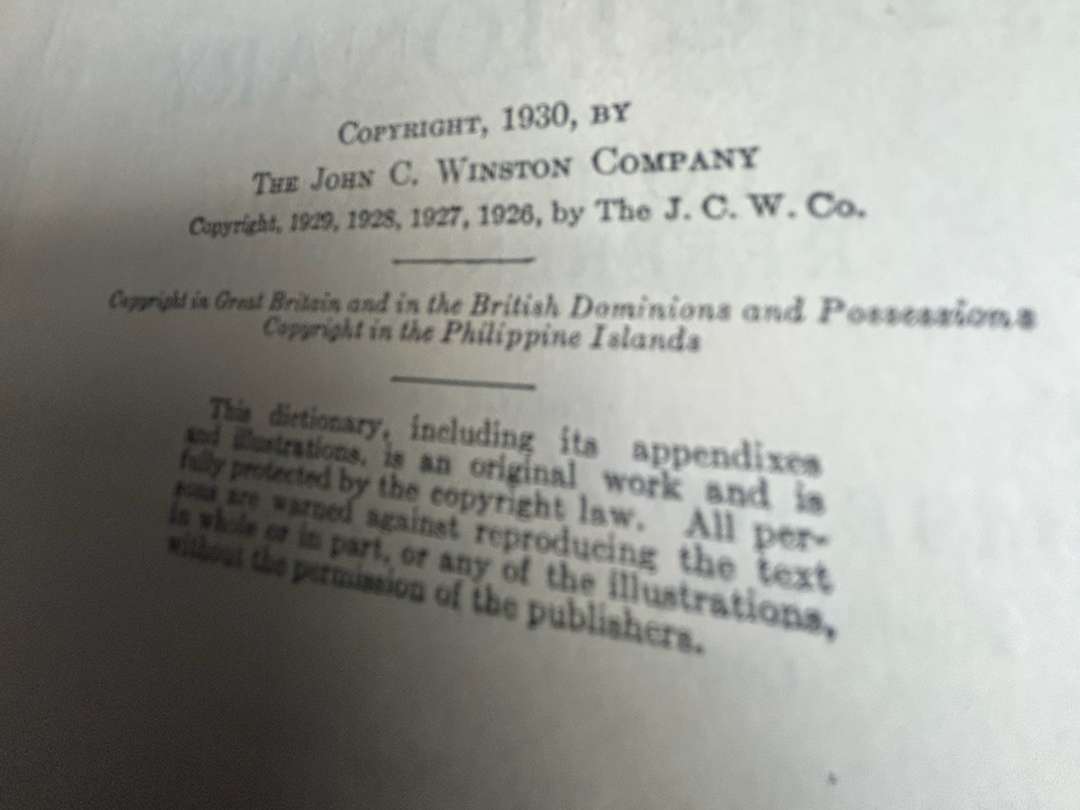 COPYRIGHT, 1930, BY
THE JOHN C. WINSTON COMPANY
Copyright, 1929, 1928, 1927, 1926, by The J. C. W. Co.
Copyright in Great Britain and in the British Dominions and Possessions
Copyright in the Philippine Islands
This dictionary, including its appendixes
and illustrations, is an original work and is
fully protected by the copyright law. All per-
sons are warned against reproducing the text
in whole or in part, or any of the illustrations,
without the permission of the publishers.